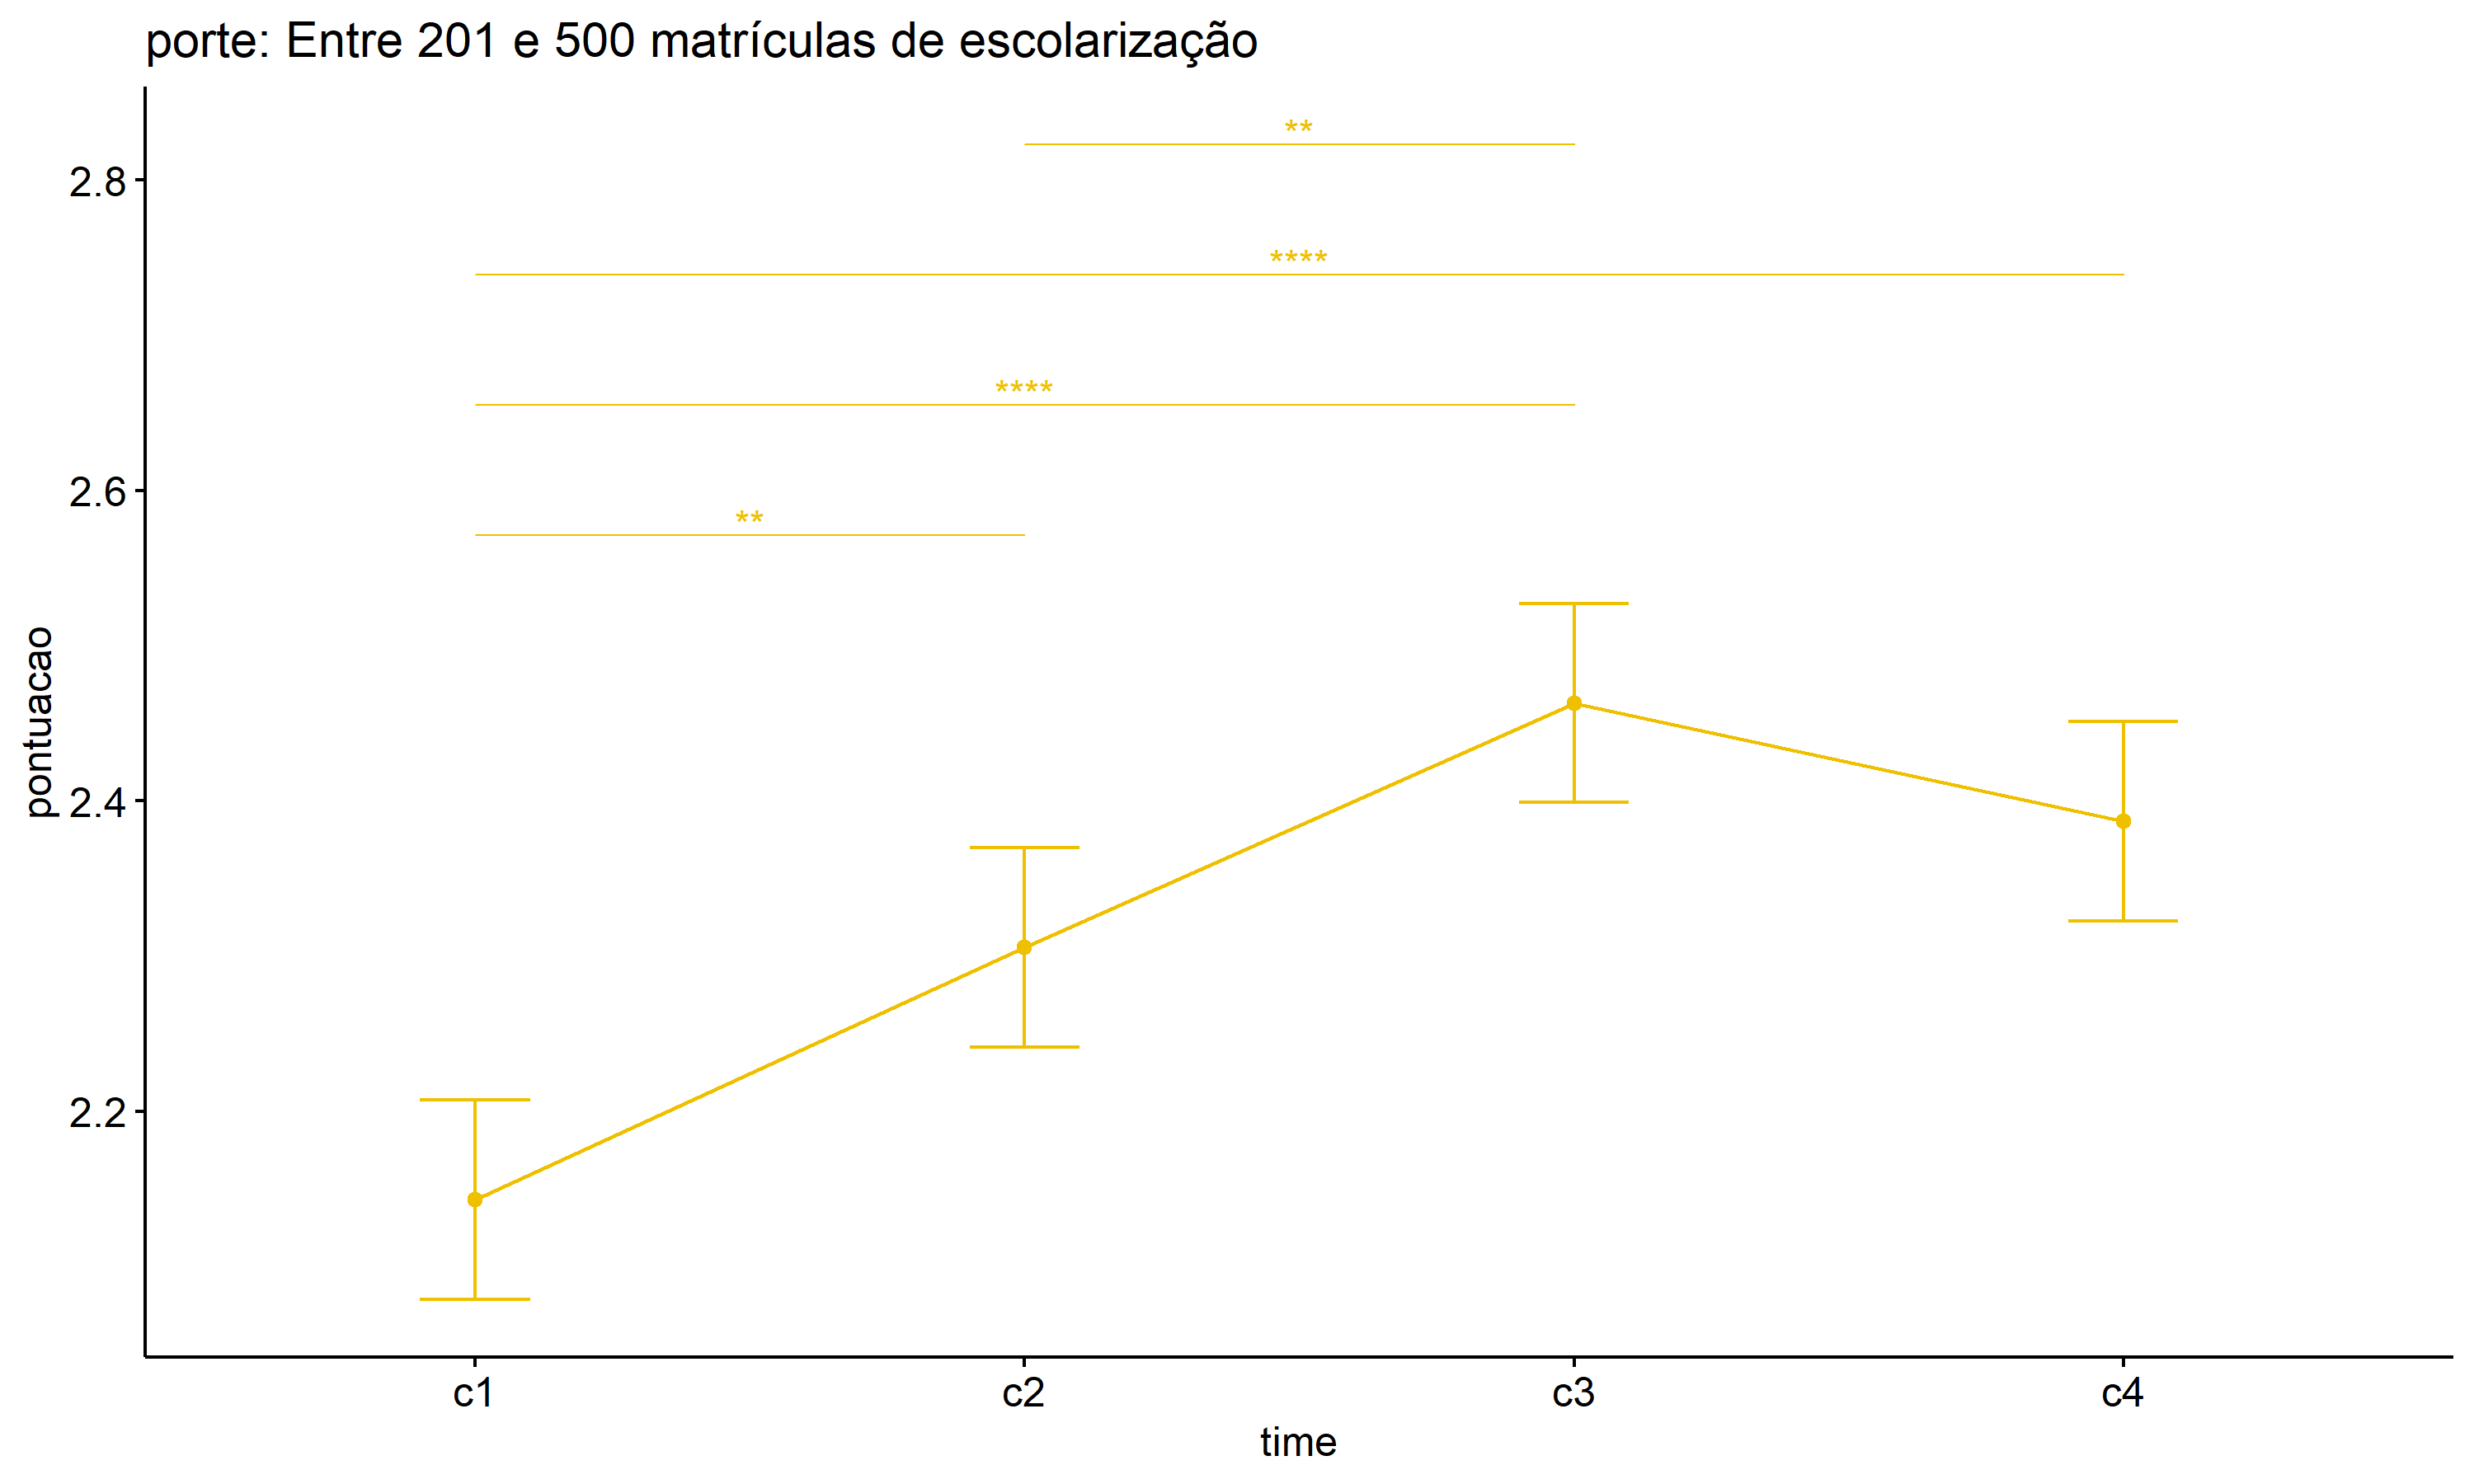 porte: Entre 201 e 500 matrículas de escolarização
**
2.8
****
****
2.6
**
pontuacao
2.4
2.2
c1 c2 c3 c4
time